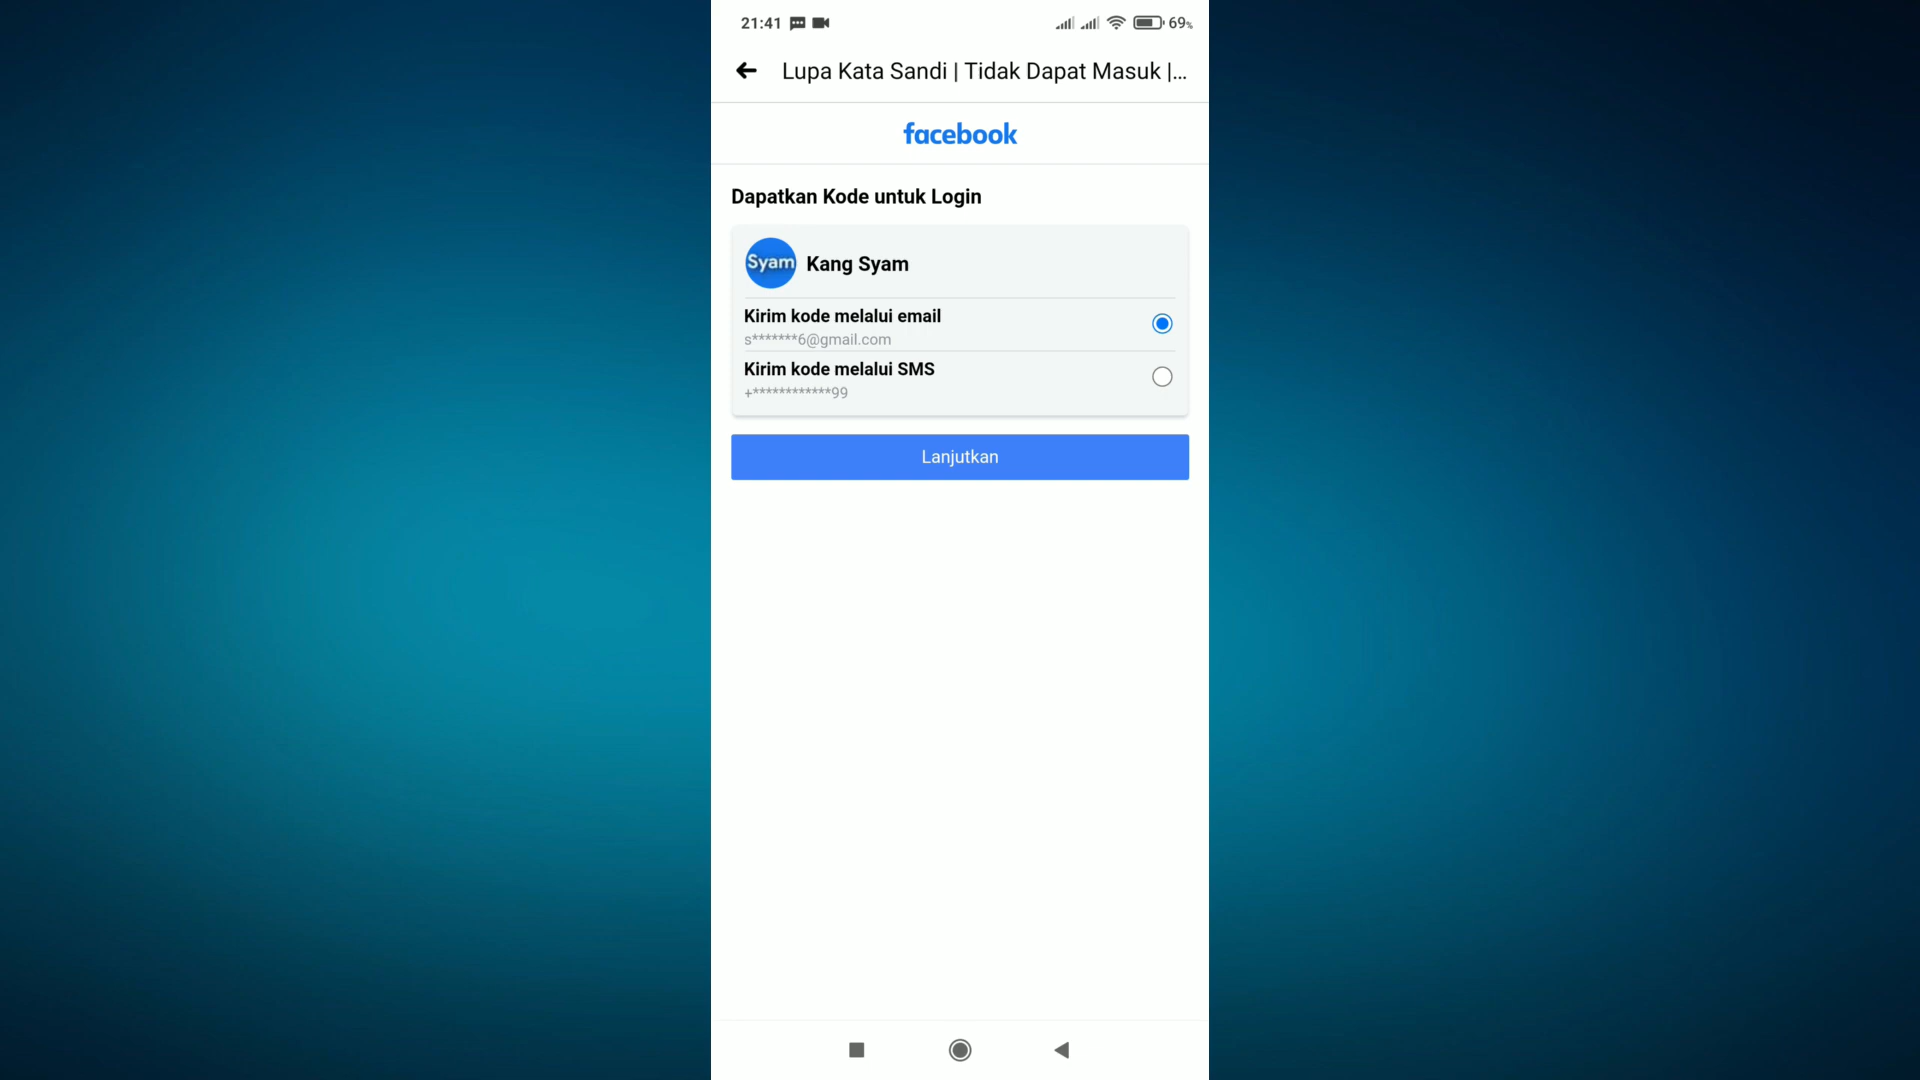 21:41 69%
Lupa Kata Sandi | Tidak Dapat Masuk |...
facebook
Dapatkan Kode untuk Login
Syam Kang Syam
Kirim kode melalui email
s*******6@gmail.com
Kirim kode melalui SMS
+************99
Lanjutkan